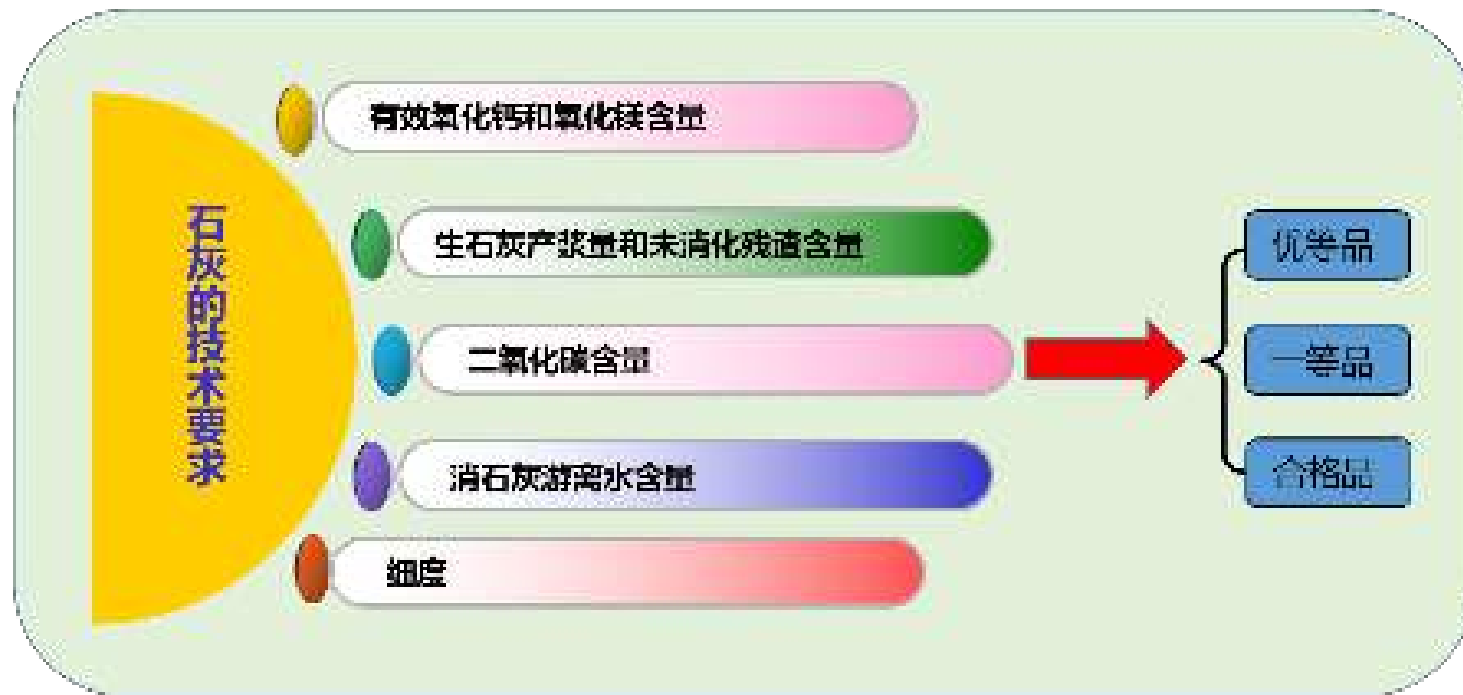 石灰的技术要求
有效氧化钙和氧化镁含量
生石灰产浆量和未消化残渣含量
二氧化碳含量
消石灰游离水含量
细度
优等品
一等品
合格品